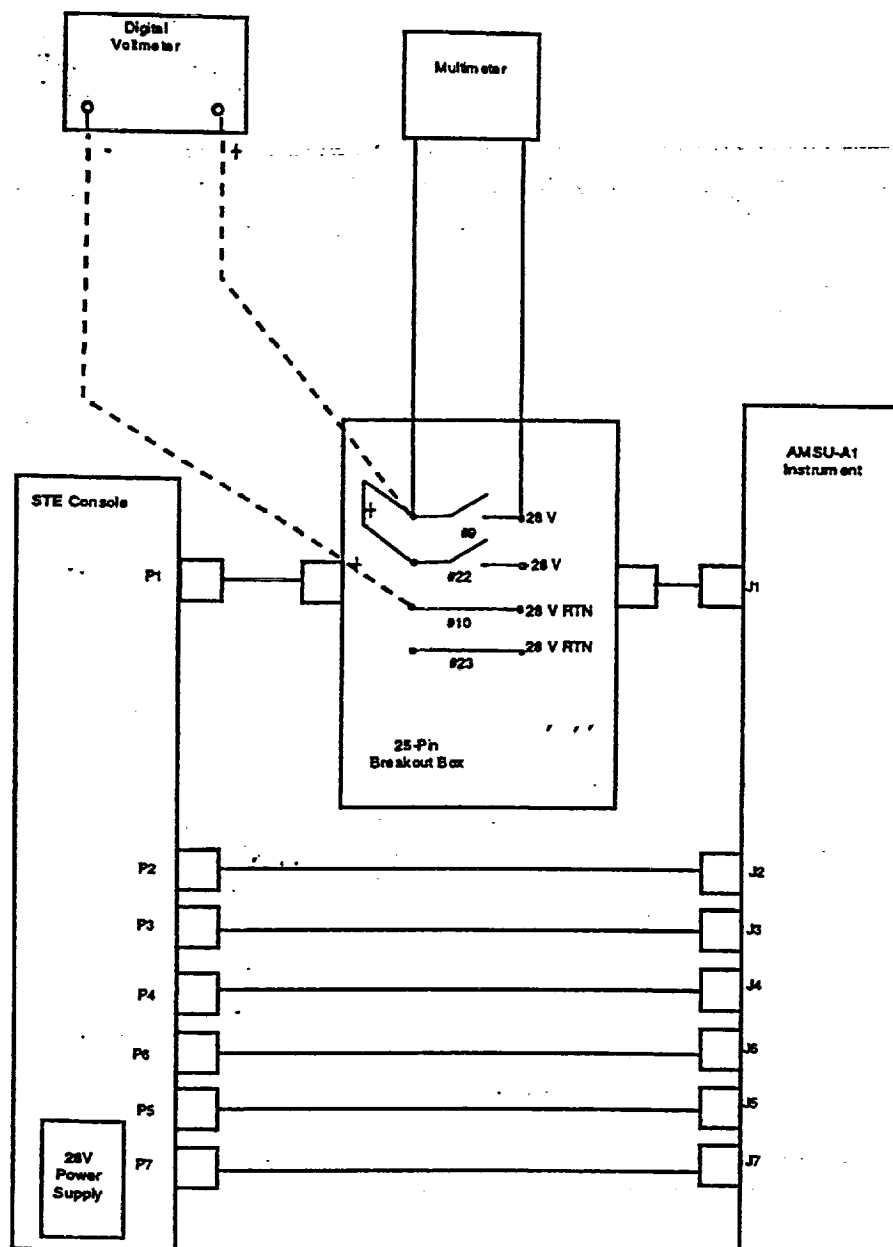 Digital
Voltmeter
Multimeter
-
+
AMSU-A1
Instrument
STE Console
+
28 V
#9
+
28 V
#22
P1
J1
28 V RTN
#10
28 V RTN
#23
25-Pin
Breakout Box
P2
J2
P3
J3
P4
J4
P6
J6
P5
J5
28V
Power
Supply
P7
J7